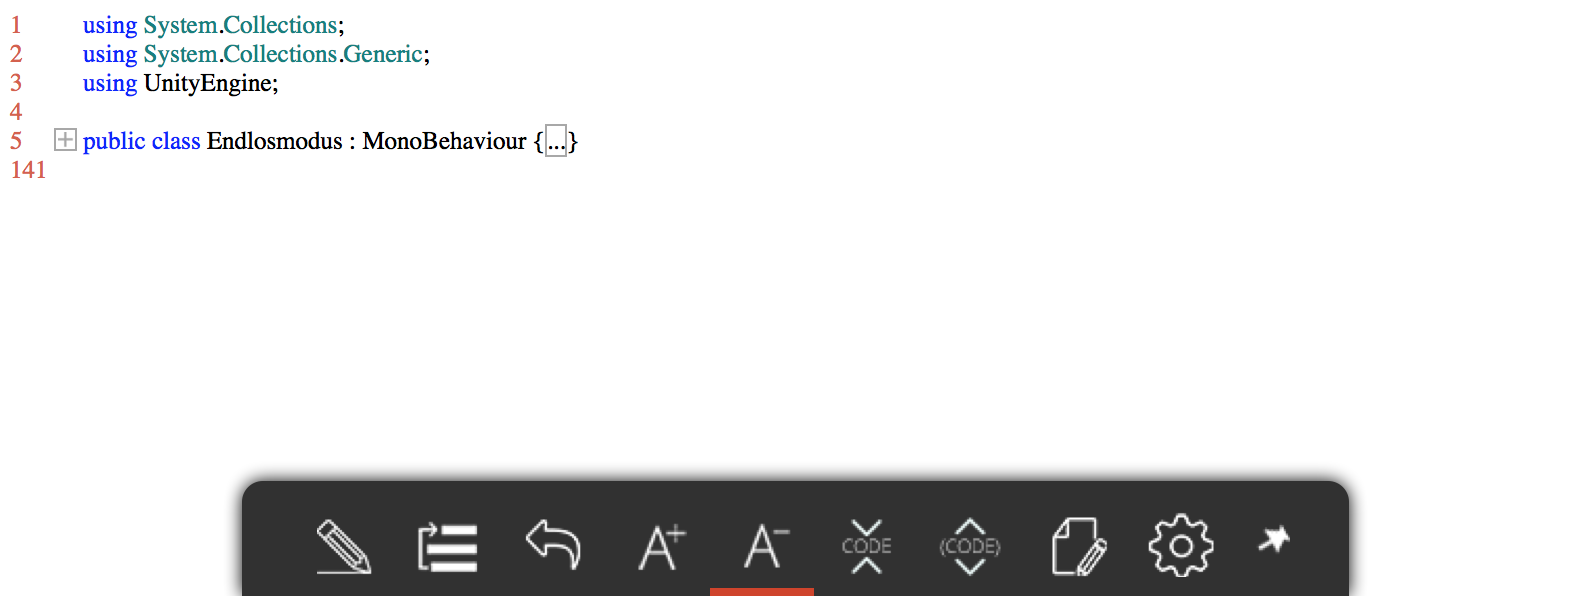 1 using System.Collections;
2 using System.Collections.Generic;
3 using UnityEngine;
4
5 public class Endlosmodus : MonoBehaviour {...}
141
A+ A− CODE (CODE)